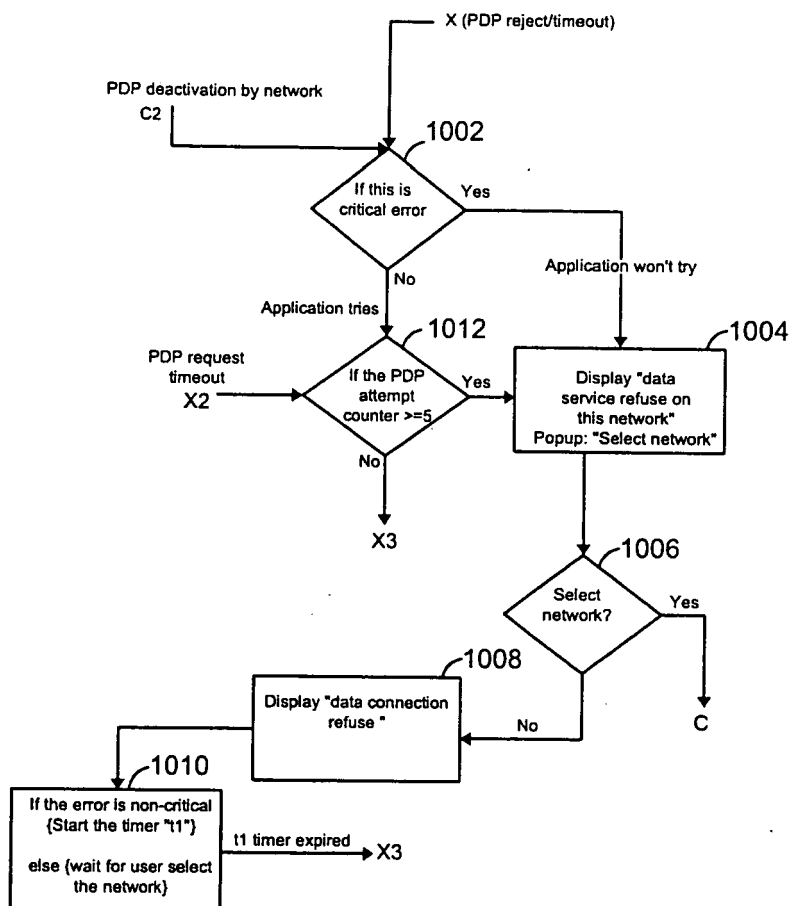 X (PDP reject/timeout)
PDP deactivation by network
C2
1002
If this is
critical error
Yes
No
Application won't try
Application tries
1012
1004
PDP request
timeout
X2
If the PDP
attempt
counter >=5
Yes
No
Display "data
service refuse on
this network"
Popup: "Select network"
X3
1006
Select
network?
Yes
C
1008
Display "data connection
refuse "
No
1010
If the error is non-critical
{Start the timer "t1"}
else {wait for user select
the network}
t1 timer expired
X3